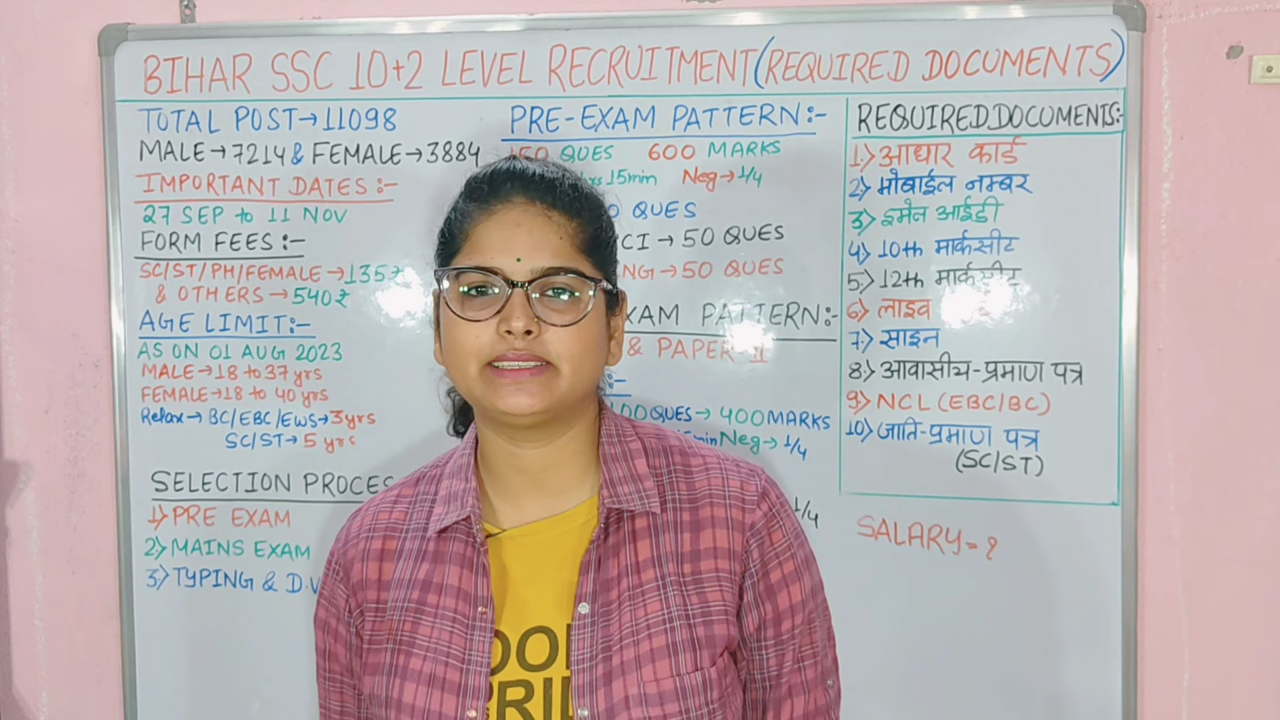 BIHAR SSC 10+2 LEVEL RECRUITMENT (REQUIRED DOCUMENTS)
TOTAL POST→11098
MALE→7214 & FEMALE→3884
IMPORTANT DATES:-
27 SEP to 11 NOV
FORM FEES:-
SC/ST/PH/FEMALE→135₹
& OTHERS→540₹
AGE LIMIT:-
AS ON 01 AUG 2023
MALE→18 to 37 yrs
FEMALE→18 to 40 yrs
Relax→ BC/EBC/EWS→3yrs
SC/ST→5 yrs
SELECTION PROCES
1) PRE EXAM
2) MAINS EXAM
3) TYPING & D.V
PRE-EXAM PATTERN:-
150 QUES 600 MARKS
15min Neg→1/4
QUES
→50 QUES
→50 QUES
PATTERN:-
& PAPER-II
100QUES→400MARKS
Neg→1/4
1/4
REQUIRED DOCUMENTS:-
1) आधार कार्ड
2) मोबाईल नम्बर
3) इमेल आईडी
4) 10th मार्कसीट
5) 12th मार्कसीट
6) लाइव
7) साइन
8) आवासीय-प्रमाण पत्र
9) NCL (EBC/BC)
10) जाति-प्रमाण पत्र
(SC/ST)
SALARY=?